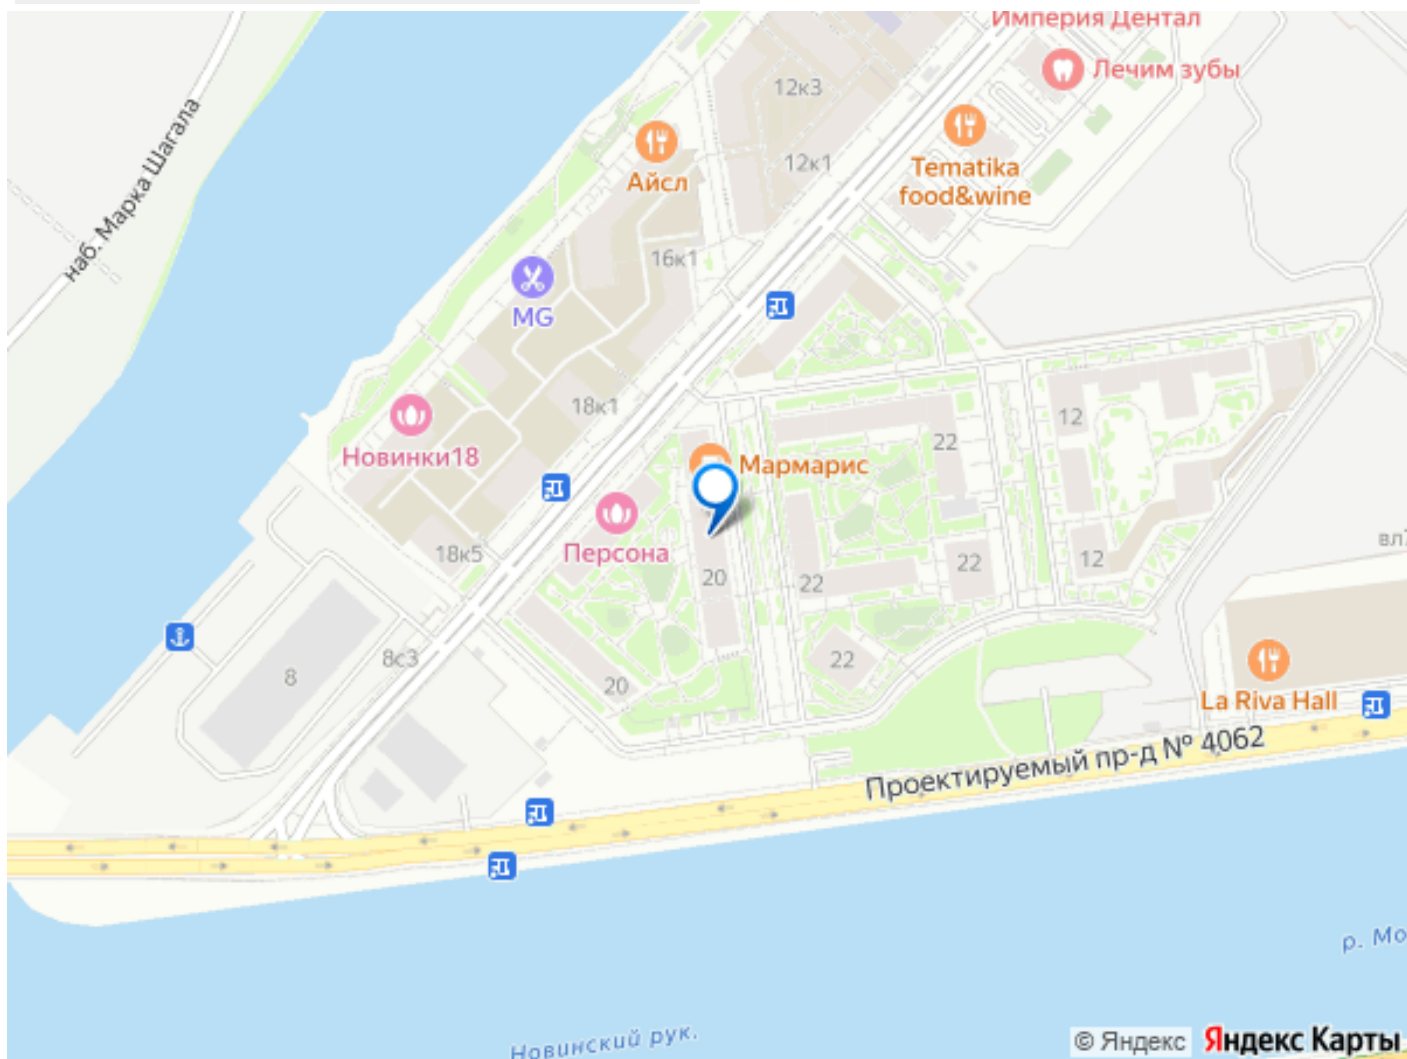 Империя Дентал
Лечим зубы
12к3
наб. Марка Шагала
12к1
Айсл
Tematika
food&wine
16к1
MG
18к1
12
Новинки18
22
Мармарис
Персона
18к5
вл7
20
22
22
12
8с3
22
8
20
La Riva Hall
Проектируемый пр-д № 4062
р. Мо
Новинский рук.
© Яндекс Яндекс Карты